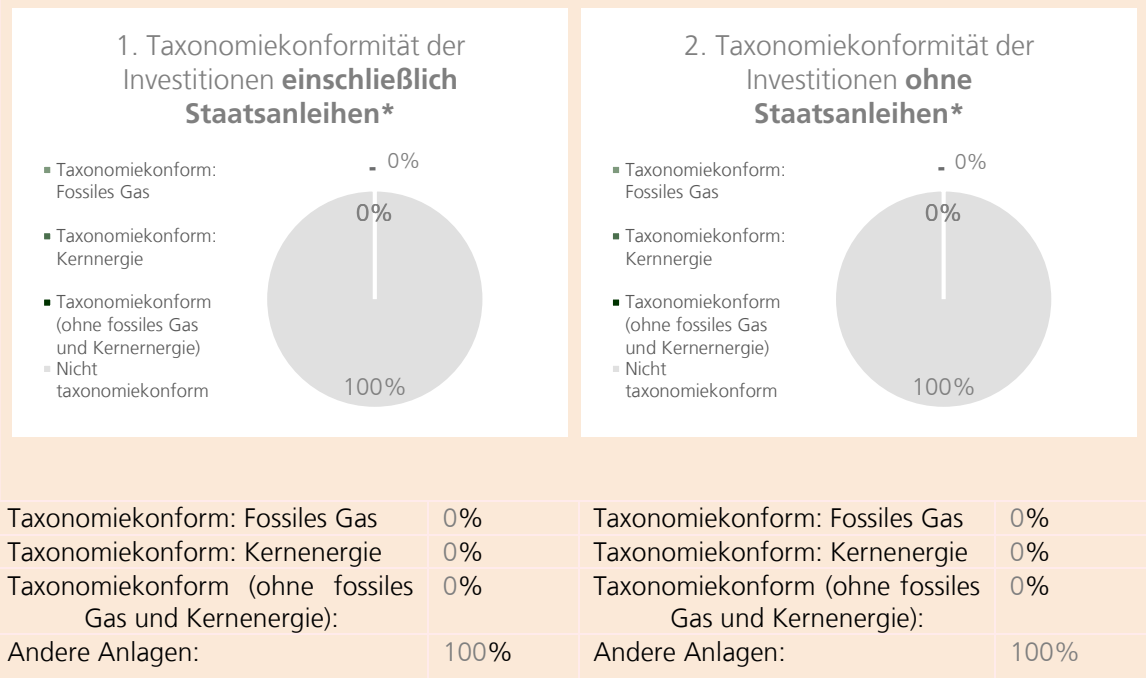 1. Taxonomiekonformität der
Investitionen einschließlich
Staatsanleihen*
Taxonomiekonform:
Fossiles Gas
Taxonomiekonform:
Kernnergie
Taxonomiekonform
(ohne fossiles Gas
und Kernernergie)
Nicht
taxonomiekonform
- 0%
0%
100%
2. Taxonomiekonformität der
Investitionen ohne
Staatsanleihen*
Taxonomiekonform:
Fossiles Gas
Taxonomiekonform:
Kernnergie
Taxonomiekonform
(ohne fossiles Gas
und Kernernergie)
Nicht
taxonomiekonform
- 0%
0%
100%
Taxonomiekonform: Fossiles Gas 0%
Taxonomiekonform: Kernenergie 0%
Taxonomiekonform (ohne fossiles 0%
Gas und Kernenergie):
Andere Anlagen: 100%
Taxonomiekonform: Fossiles Gas 0%
Taxonomiekonform: Kernenergie 0%
Taxonomiekonform (ohne fossiles 0%
Gas und Kernenergie):
Andere Anlagen: 100%